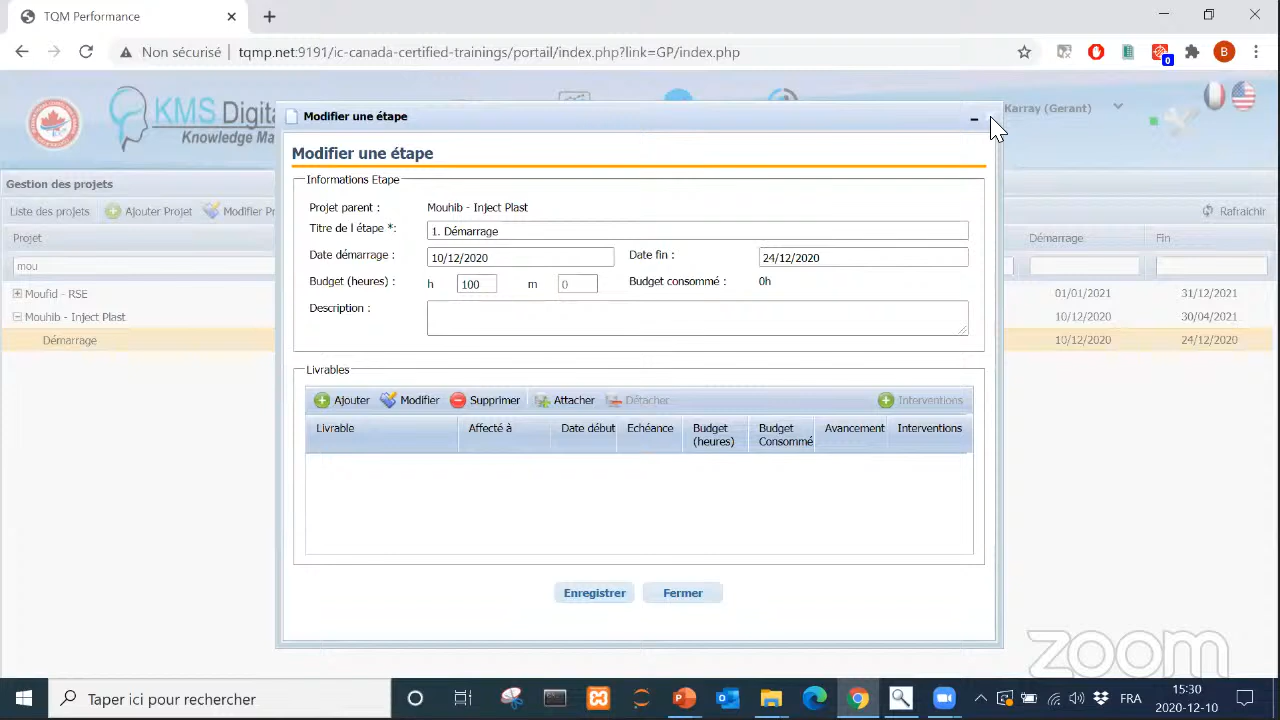 TQM Performance
Non sécurisé tqmp.net:9191/ic-canada-certified-trainings/portail/index.php?link=GP/index.php
B
0
KMS Digita
Knowledge Ma
Karray (Gerant)
Modifier une étape
Modifier une étape
Gestion des projets
Liste des projets Ajouter Projet Modifier Pr
Rafraichir
Projet
Démarrage Fin
mou
Moufid - RSE 01/01/2021 31/12/2021
Mouhib - Inject Plast 10/12/2020 30/04/2021
Démarrage 10/12/2020 24/12/2020
Informations Etape
Projet parent : Mouhib - Inject Plast
Titre de l étape *: 1. Démarrage
Date démarrage : 10/12/2020 Date fin : 24/12/2020
Budget (heures) : h 100 m 0 Budget consommé : 0h
Description :
Livrables
Ajouter Modifier Supprimer Attacher Détacher Interventions
Livrable Affecté à Date début Echéance Budget (heures) Budget Consommé Avancement Interventions
Enregistrer Fermer
zoom
Taper ici pour rechercher
FRA
15:30
2020-12-10